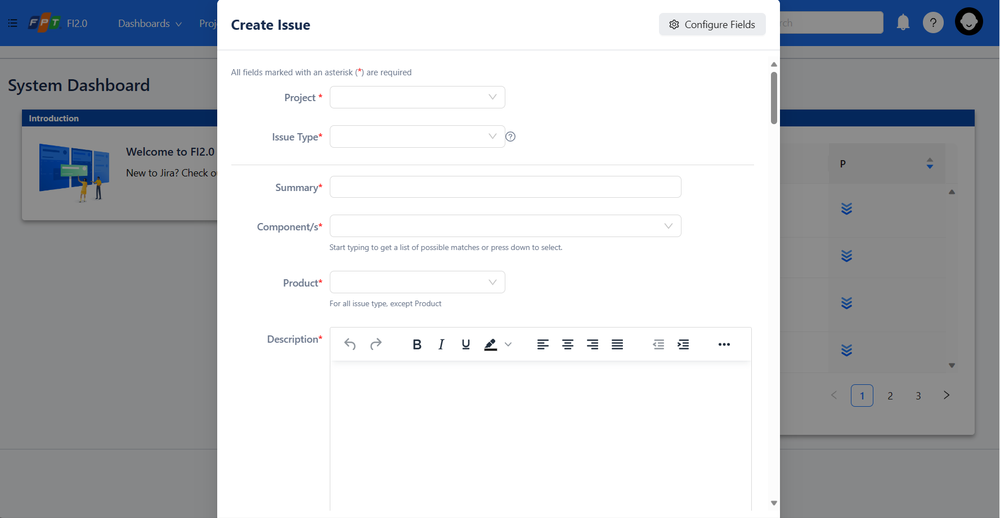 FPT FI2.0 Dashboards Proj
Create Issue
Configure Fields
rch
?
System Dashboard
Introduction
Welcome to FI2.0
New to Jira? Check o
All fields marked with an asterisk (*) are required
Project *
Issue Type*
?
Summary*
Component/s*
Start typing to get a list of possible matches or press down to select.
Product*
For all issue type, except Product
Description*
B I U
P
1 2 3